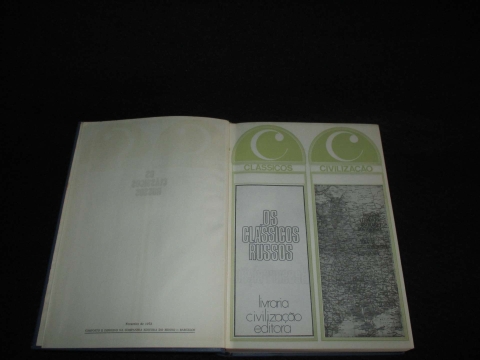 C
CLÁSSICOS
C
CIVILIZAÇÃO
OS
CLÁSSICOS
RUSSOS
livraria
civilização
editora